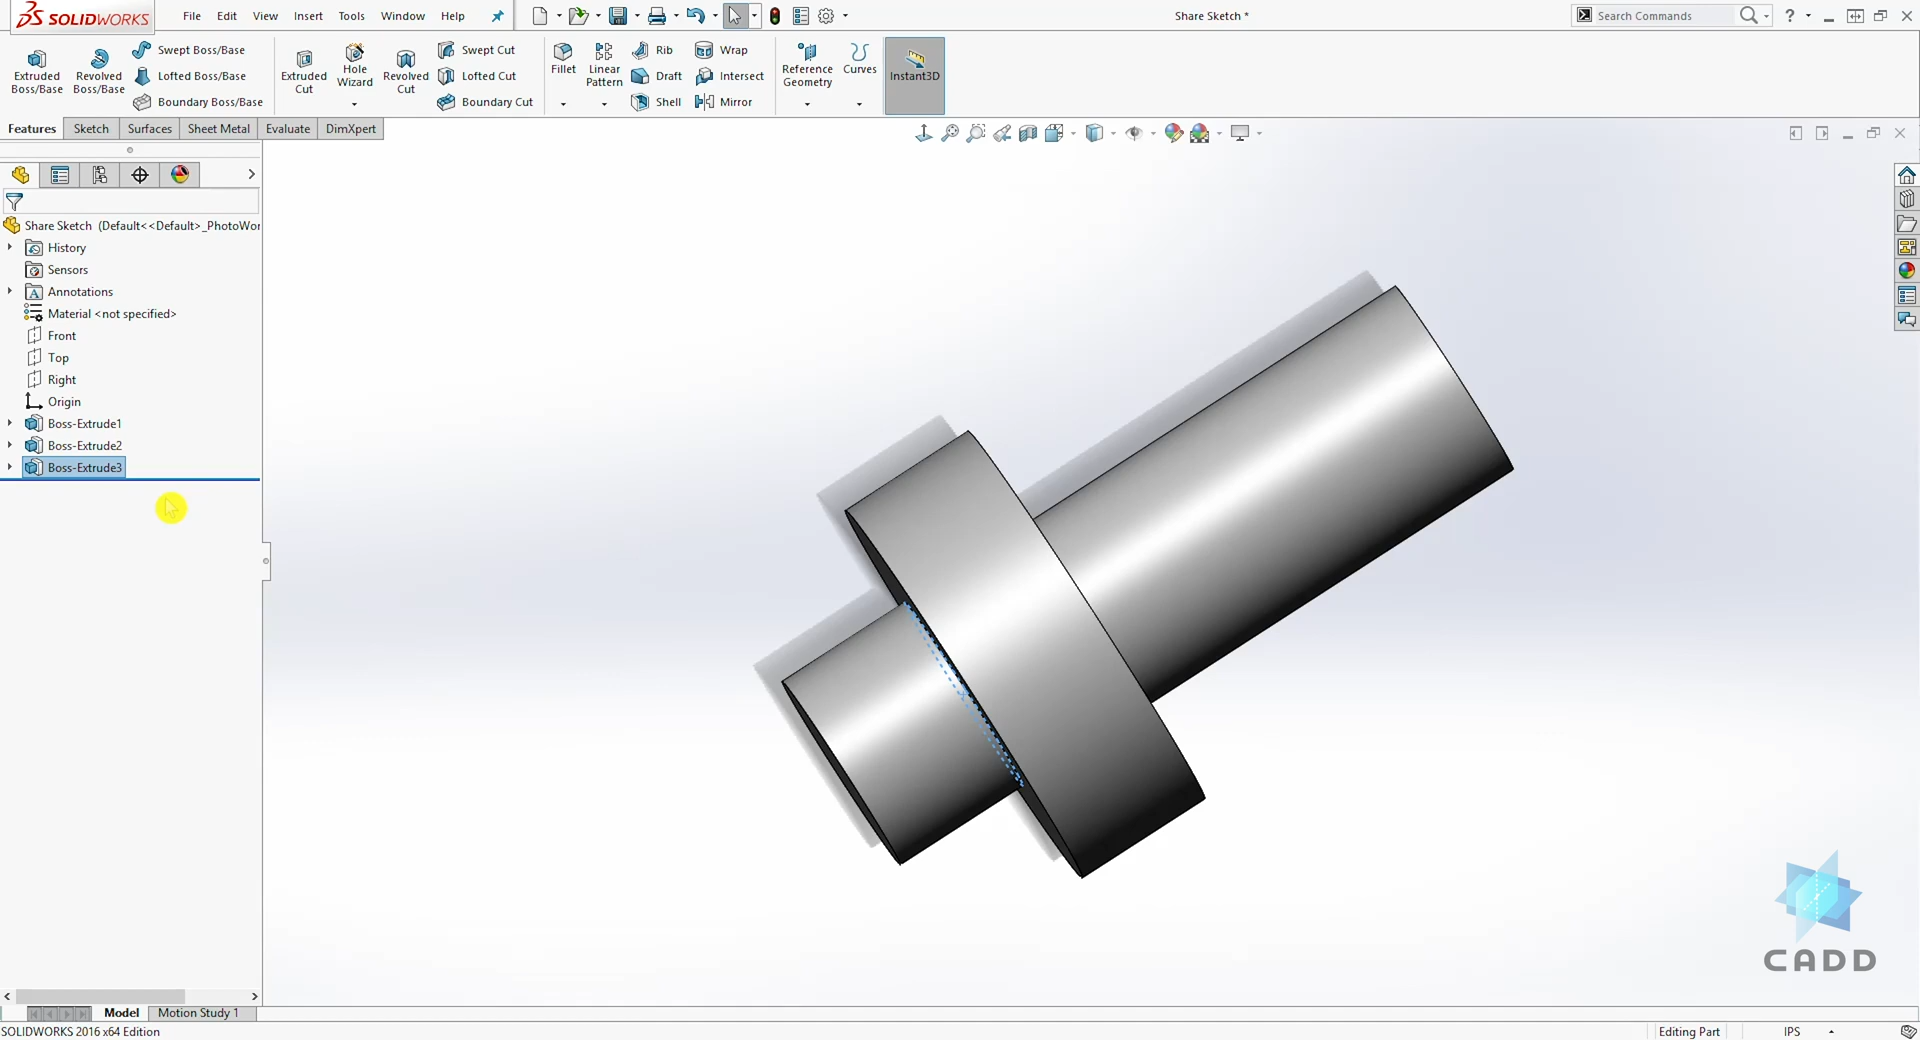 SOLIDWORKS File Edit View Insert Tools Window Help Share Sketch * Search Commands ?
Extruded Boss/Base
Revolved Boss/Base
Swept Boss/Base
Lofted Boss/Base
Boundary Boss/Base
Extruded Cut
Hole Wizard
Revolved Cut
Swept Cut
Lofted Cut
Boundary Cut
Fillet
Linear Pattern
Rib
Draft
Shell
Wrap
Intersect
Mirror
Reference Geometry
Curves
Instant3D
Features Sketch Surfaces Sheet Metal Evaluate DimXpert
Share Sketch (Default<<Default>_PhotoWor
History
Sensors
Annotations
Material <not specified>
Front
Top
Right
Origin
Boss-Extrude1
Boss-Extrude2
Boss-Extrude3
CADD
Model Motion Study 1
SOLIDWORKS 2016 x64 Edition Editing Part IPS